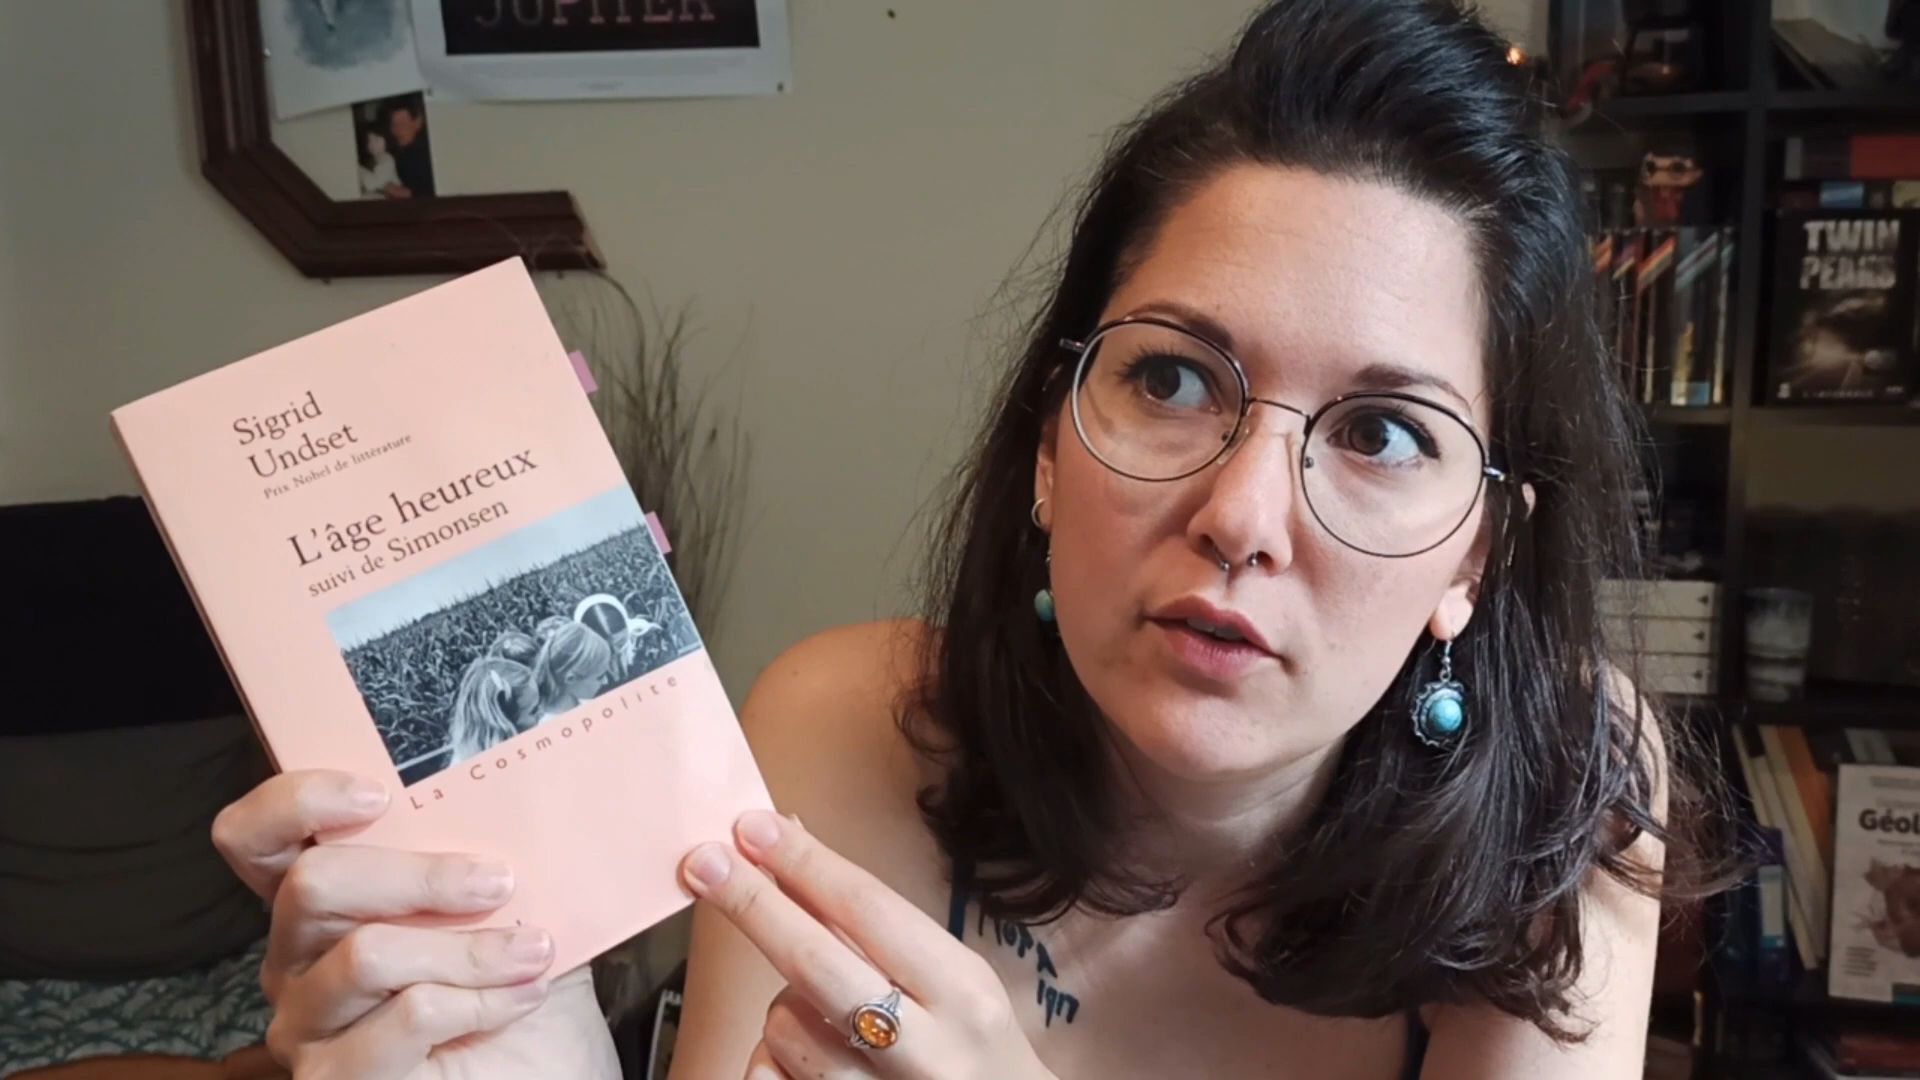 JUPITER
Sigrid
Undset
Prix Nobel de littérature
L'âge heureux
suivi de Simonsen
La Cosmopolite
TWIN
PEAKS
Géol